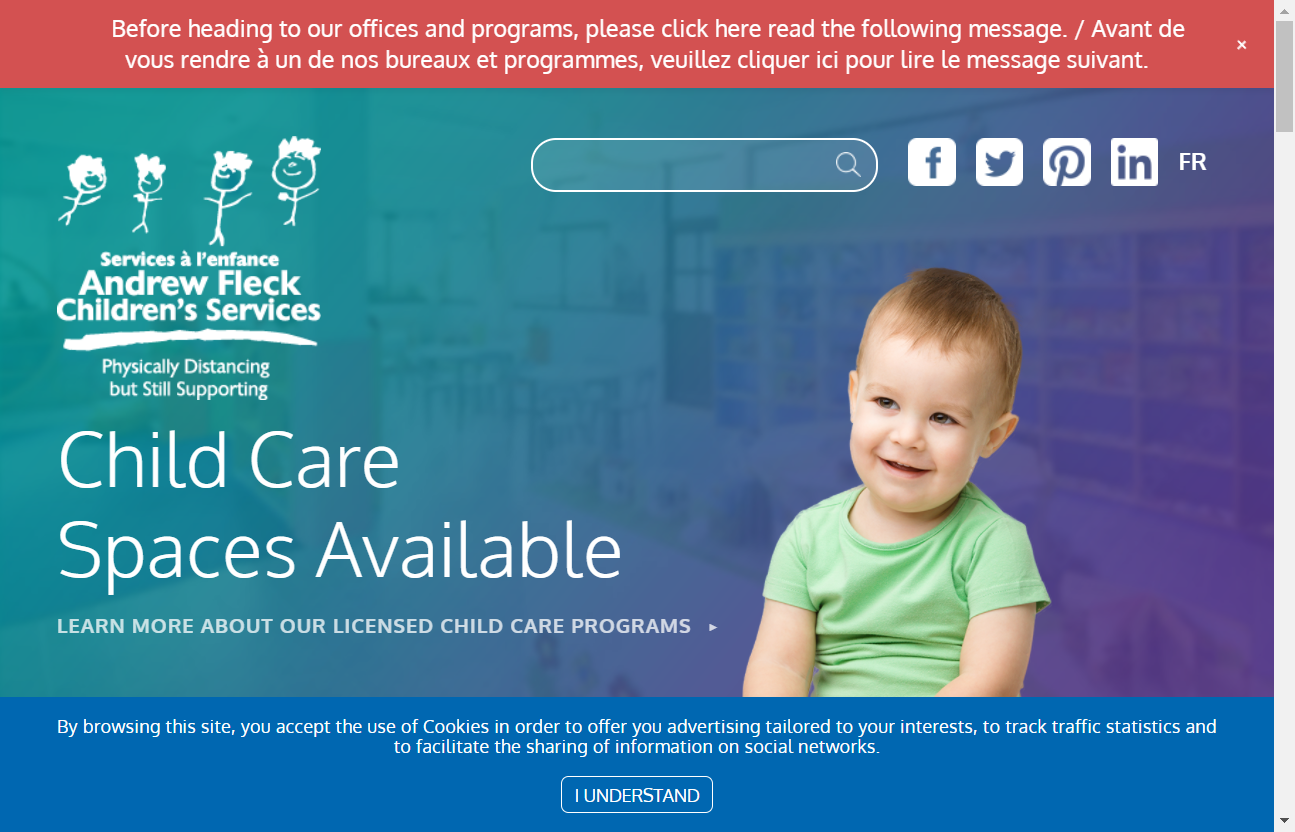 Before heading to our offices and programs, please click here read the following message. / Avant de
vous rendre à un de nos bureaux et programmes, veuillez cliquer ici pour lire le message suivant.
×
FR
Services à l'enfance
Andrew Fleck
Children's Services
Physically Distancing
but Still Supporting
Child Care
Spaces Available
LEARN MORE ABOUT OUR LICENSED CHILD CARE PROGRAMS ▸
By browsing this site, you accept the use of Cookies in order to offer you advertising tailored to your interests, to track traffic statistics and
to facilitate the sharing of information on social networks.
I UNDERSTAND